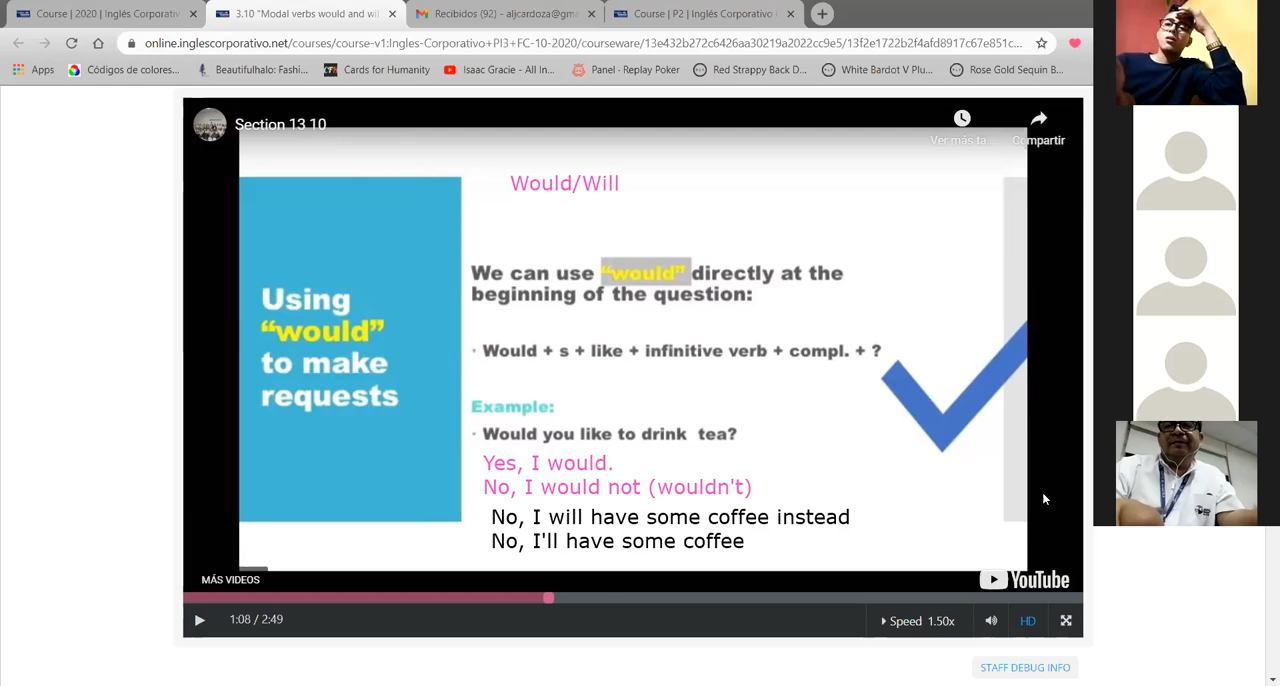 Course | 2020 | Inglés Corporativ
3.10 "Modal verbs would and wil
Recibidos (92) - aljcardoza@gma
Course | P2 | Inglés Corporativo
online.inglescorporativo.net/courses/course-v1:Ingles-Corporativo+PI3+FC-10-2020/courseware/13e432b272c6426aa30219a2022cc9e5/13f2e1722b2f4afd8917c67e851c...
Apps
Códigos de colores...
Beautifulhalo: Fashi...
Cards for Humanity
Isaac Gracie - All In...
Panel · Replay Poker
Red Strappy Back D...
White Bardot V Plu...
Rose Gold Sequin B...
Section 13 10
Ver más ta...
Compartir
Would/Will
Using
“would”
to make
requests
We can use “would” directly at the
beginning of the question:
· Would + s + like + infinitive verb + compl. + ?
Example:
· Would you like to drink tea?
Yes, I would.
No, I would not (wouldn't)
No, I will have some coffee instead
No, I'll have some coffee
MÁS VIDEOS
YouTube
1:08 / 2:49
Speed 1.50x
HD
STAFF DEBUG INFO